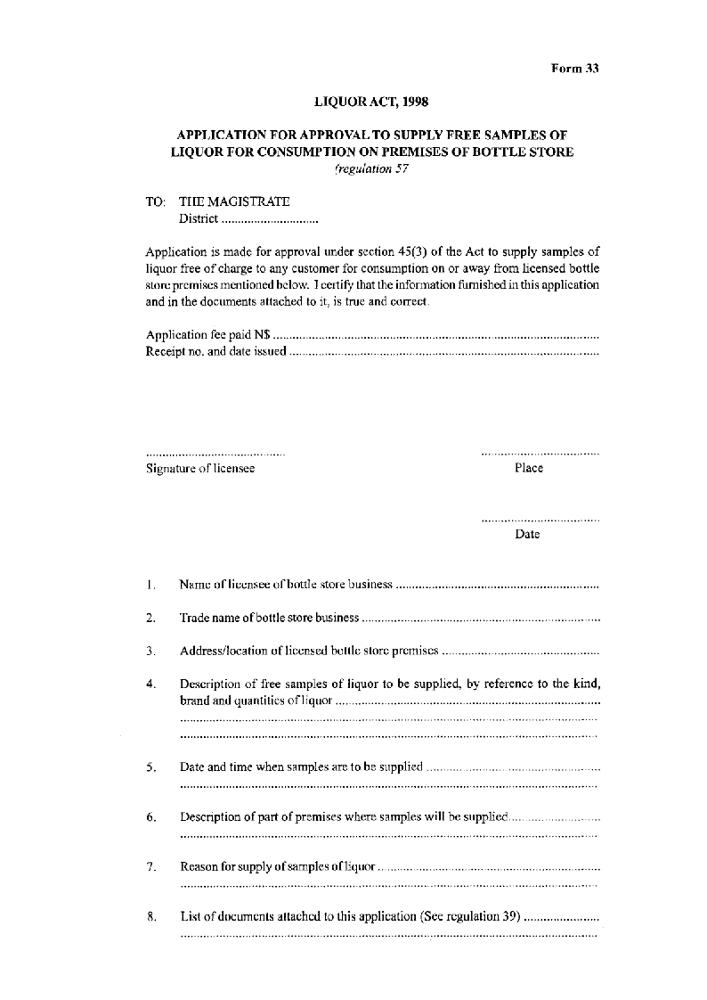 Form 33
LIQUOR ACT, 1998
APPLICATION FOR APPROVAL TO SUPPLY FREE SAMPLES OF
LIQUOR FOR CONSUMPTION ON PREMISES OF BOTTLE STORE
(regulation 57
TO: THE MAGISTRATE
District ..............................
Application is made for approval under section 45(3) of the Act to supply samples of
liquor free of charge to any customer for consumption on or away from licensed bottle
store premises mentioned below. I certify that the information furnished in this application
and in the documents attached to it, is true and correct.
Application fee paid N$ ....................................................................................................
Receipt no. and date issued ...............................................................................................
........................................... ....................................
Signature of licensee Place
....................................
Date
1. Name of licensee of bottle store business ..............................................................
2. Trade name of bottle store business .........................................................................
3. Address/location of licensed bottle store premises ................................................
4. Description of free samples of liquor to be supplied, by reference to the kind,
brand and quantities of liquor .................................................................................
................................................................................................................................
................................................................................................................................
5. Date and time when samples are to be supplied .....................................................
................................................................................................................................
6. Description of part of premises where samples will be supplied............................
................................................................................................................................
7. Reason for supply of samples of liquor ....................................................................
................................................................................................................................
8. List of documents attached to this application (See regulation 39) .......................
................................................................................................................................